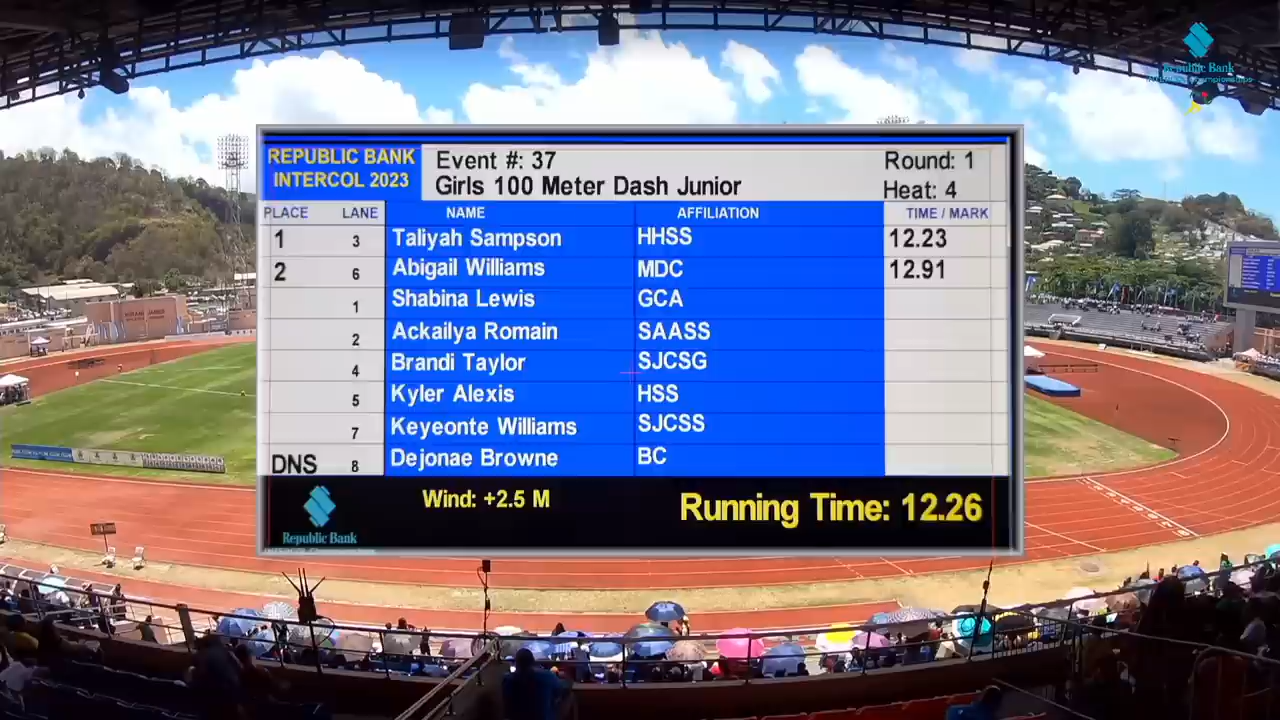 Republic Bank
REPUBLIC BANK
INTERCOL 2023
Event #: 37
Girls 100 Meter Dash Junior
Round: 1
Heat: 4
PLACE LANE NAME AFFILIATION TIME / MARK
1 3 Taliyah Sampson HHSS 12.23
2 6 Abigail Williams MDC 12.91
1 Shabina Lewis GCA
2 Ackailya Romain SAASS
4 Brandi Taylor SJCSG
5 Kyler Alexis HSS
7 Keyeonte Williams SJCSS
DNS 8 Dejonae Browne BC
Wind: +2.5 M
Running Time: 12.26
Republic Bank